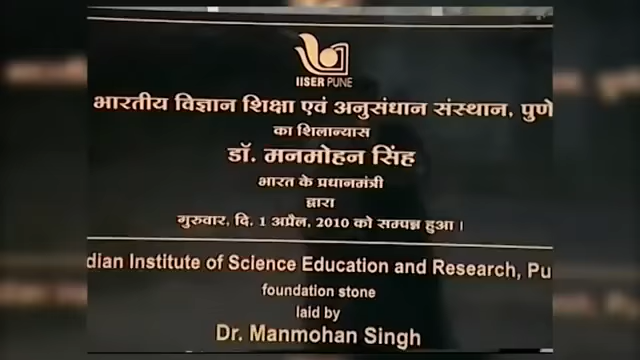 IISER PUNE
भारतीय विज्ञान शिक्षा एवं अनुसंधान संस्थान, पुणे
का शिलान्यास
डॉ. मनमोहन सिंह
भारत के प्रधानमंत्री
द्वारा
गुरुवार, दि. 1 अप्रैल, 2010 को सम्पन्न हुआ।
dian Institute of Science Education and Research, Pu
foundation stone
laid by
Dr. Manmohan Singh